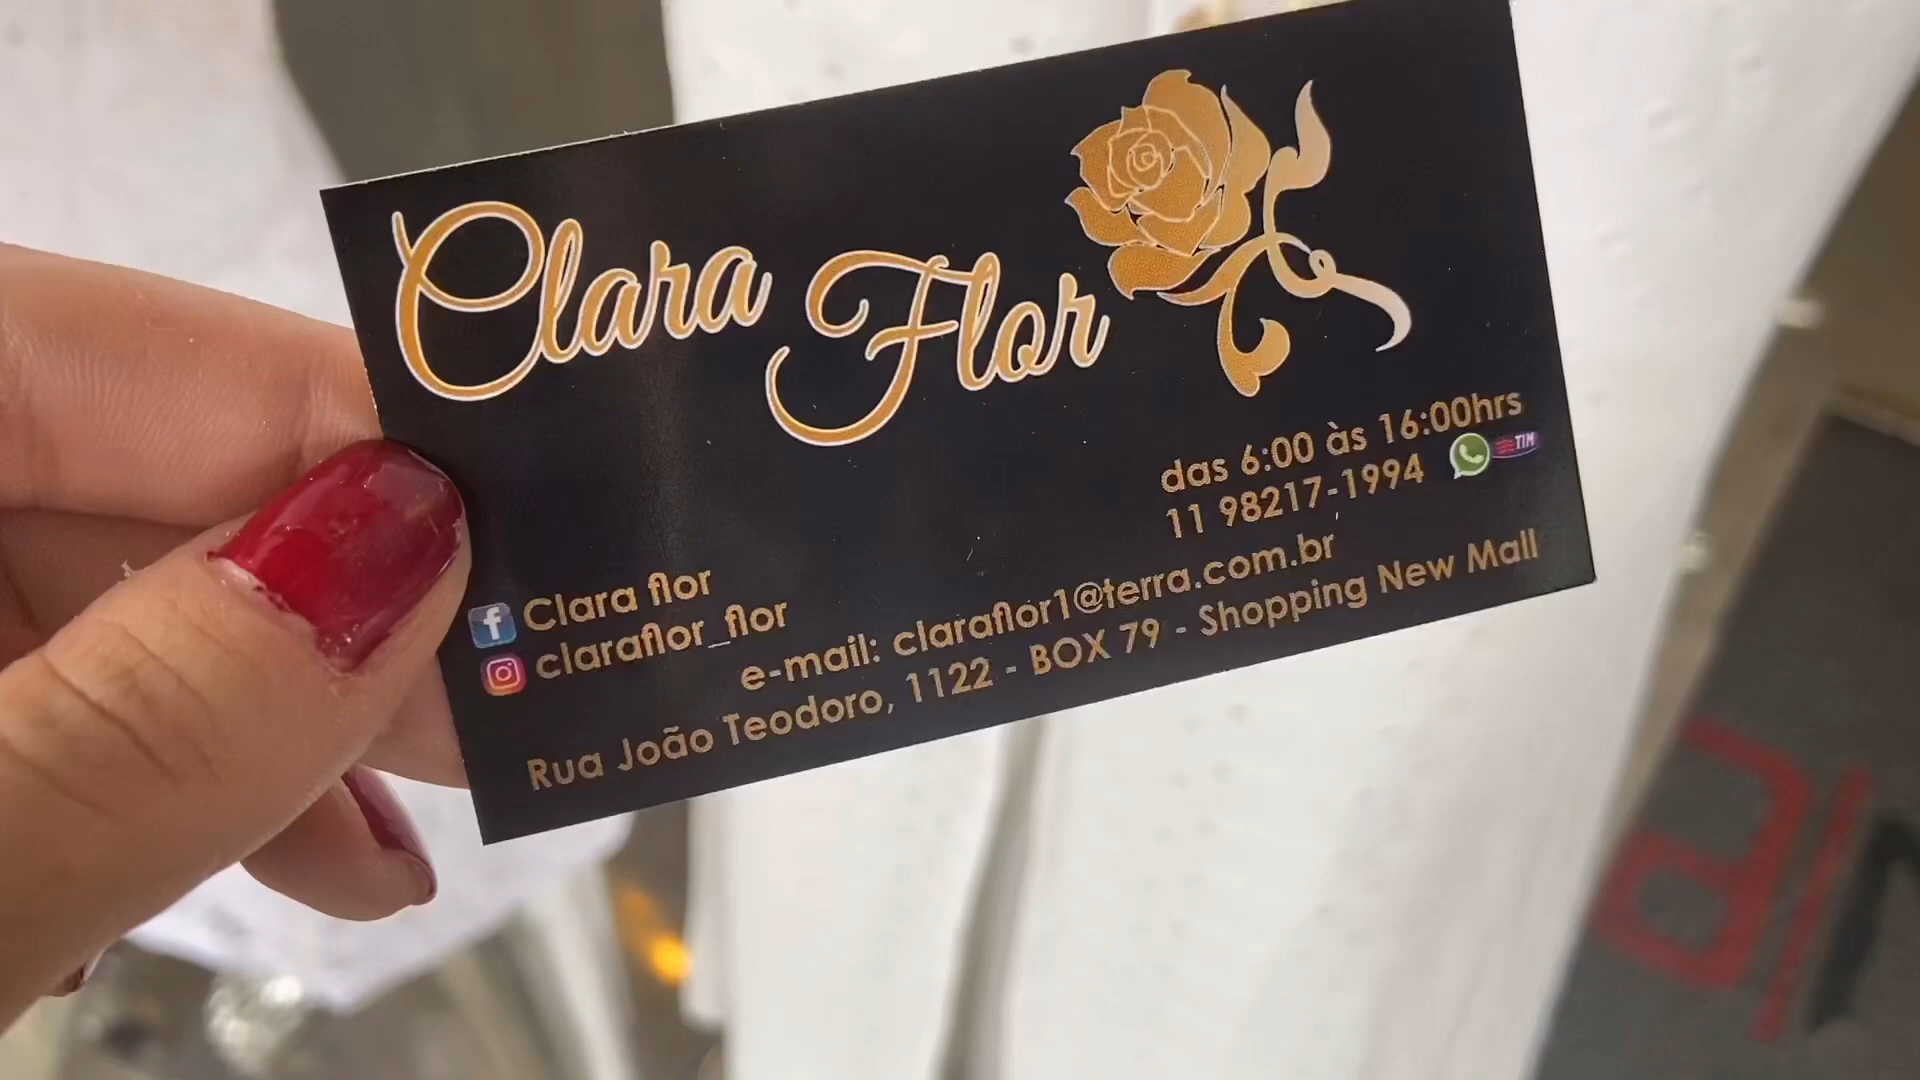 Clara Flor
das 6:00 às 16:00hrs
11 98217-1994
TIM
Clara flor
claraflor_flor
e-mail: claraflor1@terra.com.br
Rua João Teodoro, 1122 - BOX 79 - Shopping New Mall